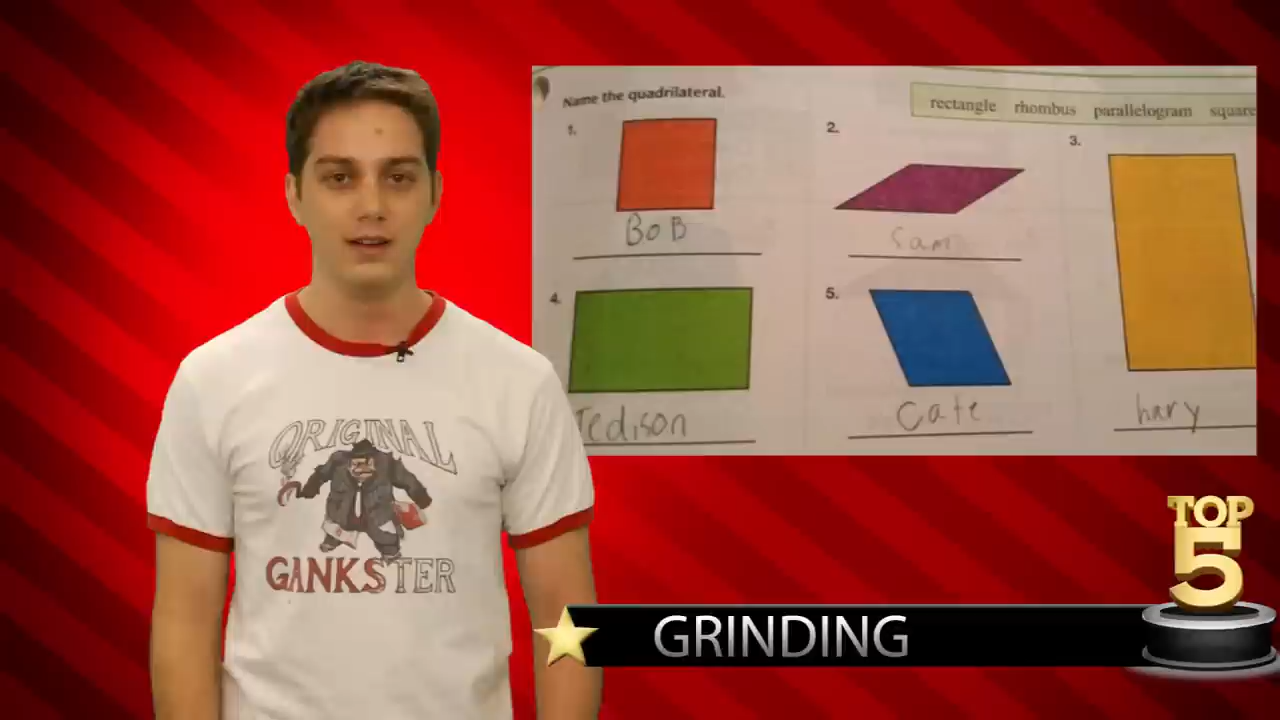 Name the quadrilateral.
rectangle rhombus parallelogram square
1.
2.
3.
BoB
Sam
4.
5.
Tedison
Cate
hary
ORIGINAL
GANKSTER
TOP
5
GRINDING